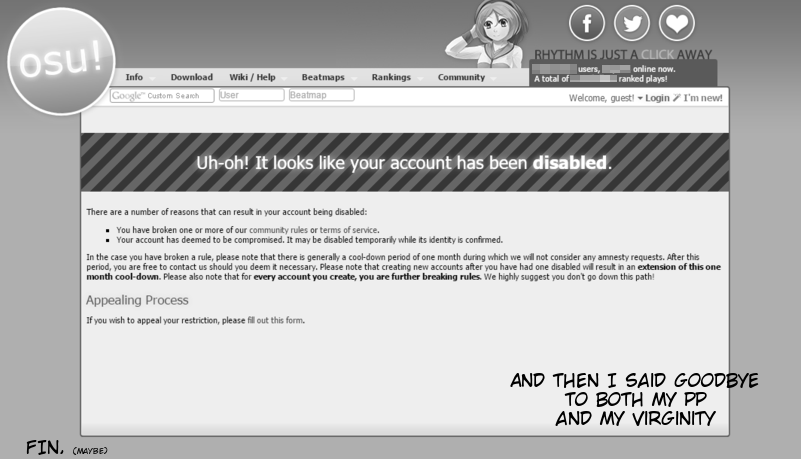 osu!
RHYTHM IS JUST A CLICK AWAY
users, online now.
A total of ranked plays!
Info Download Wiki / Help Beatmaps Rankings Community
Google™ Custom Search User Beatmap Welcome, guest! Login I'm new!
Uh-oh! It looks like your account has been disabled.
There are a number of reasons that can result in your account being disabled:
You have broken one or more of our community rules or terms of service.
Your account has deemed to be compromised. It may be disabled temporarily while its identity is confirmed.
In the case you have broken a rule, please note that there is generally a cool-down period of one month during which we will not consider any amnesty requests. After this
period, you are free to contact us should you deem it necessary. Please note that creating new accounts after you have had one disabled will result in an extension of this one
month cool-down. Please also note that for every account you create, you are further breaking rules. We highly suggest you don't go down this path!
Appealing Process
If you wish to appeal your restriction, please fill out this form.
AND THEN I SAID GOODBYE
TO BOTH MY PP
AND MY VIRGINITY
FIN. (MAYBE)